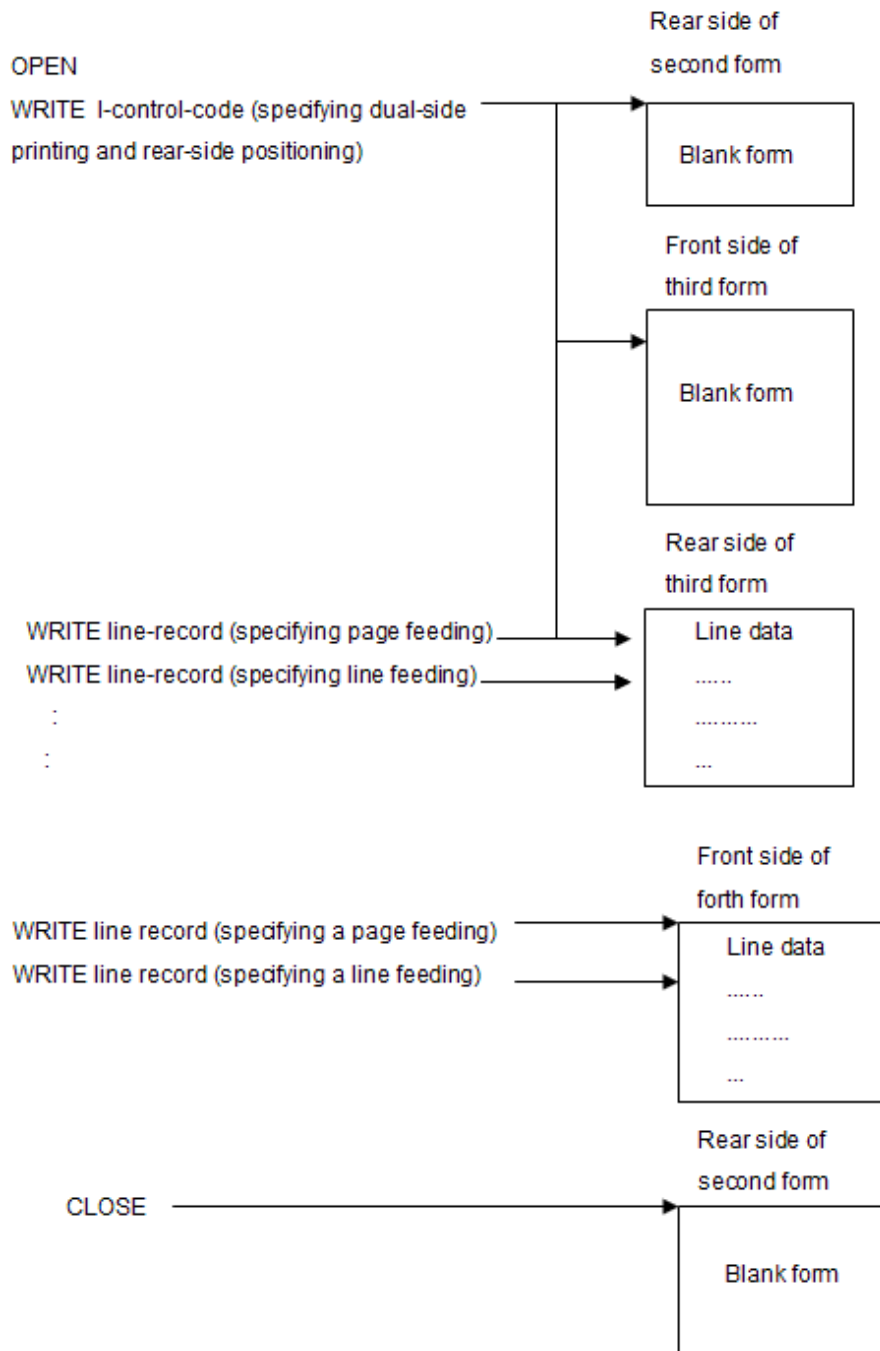 Rear side of
second form
OPEN
WRITE I-control-code (specifying dual-side
printing and rear-side positioning)
Blank form
Front side of
third form
Blank form
Rear side of
third form
WRITE line-record (specifying page feeding)
Line data
WRITE line-record (specifying line feeding)
......
:
.........
:
...
Front side of
forth form
WRITE line record (specifying a page feeding)
Line data
WRITE line record (specifying a line feeding)
......
.........
...
Rear side of
second form
CLOSE
Blank form